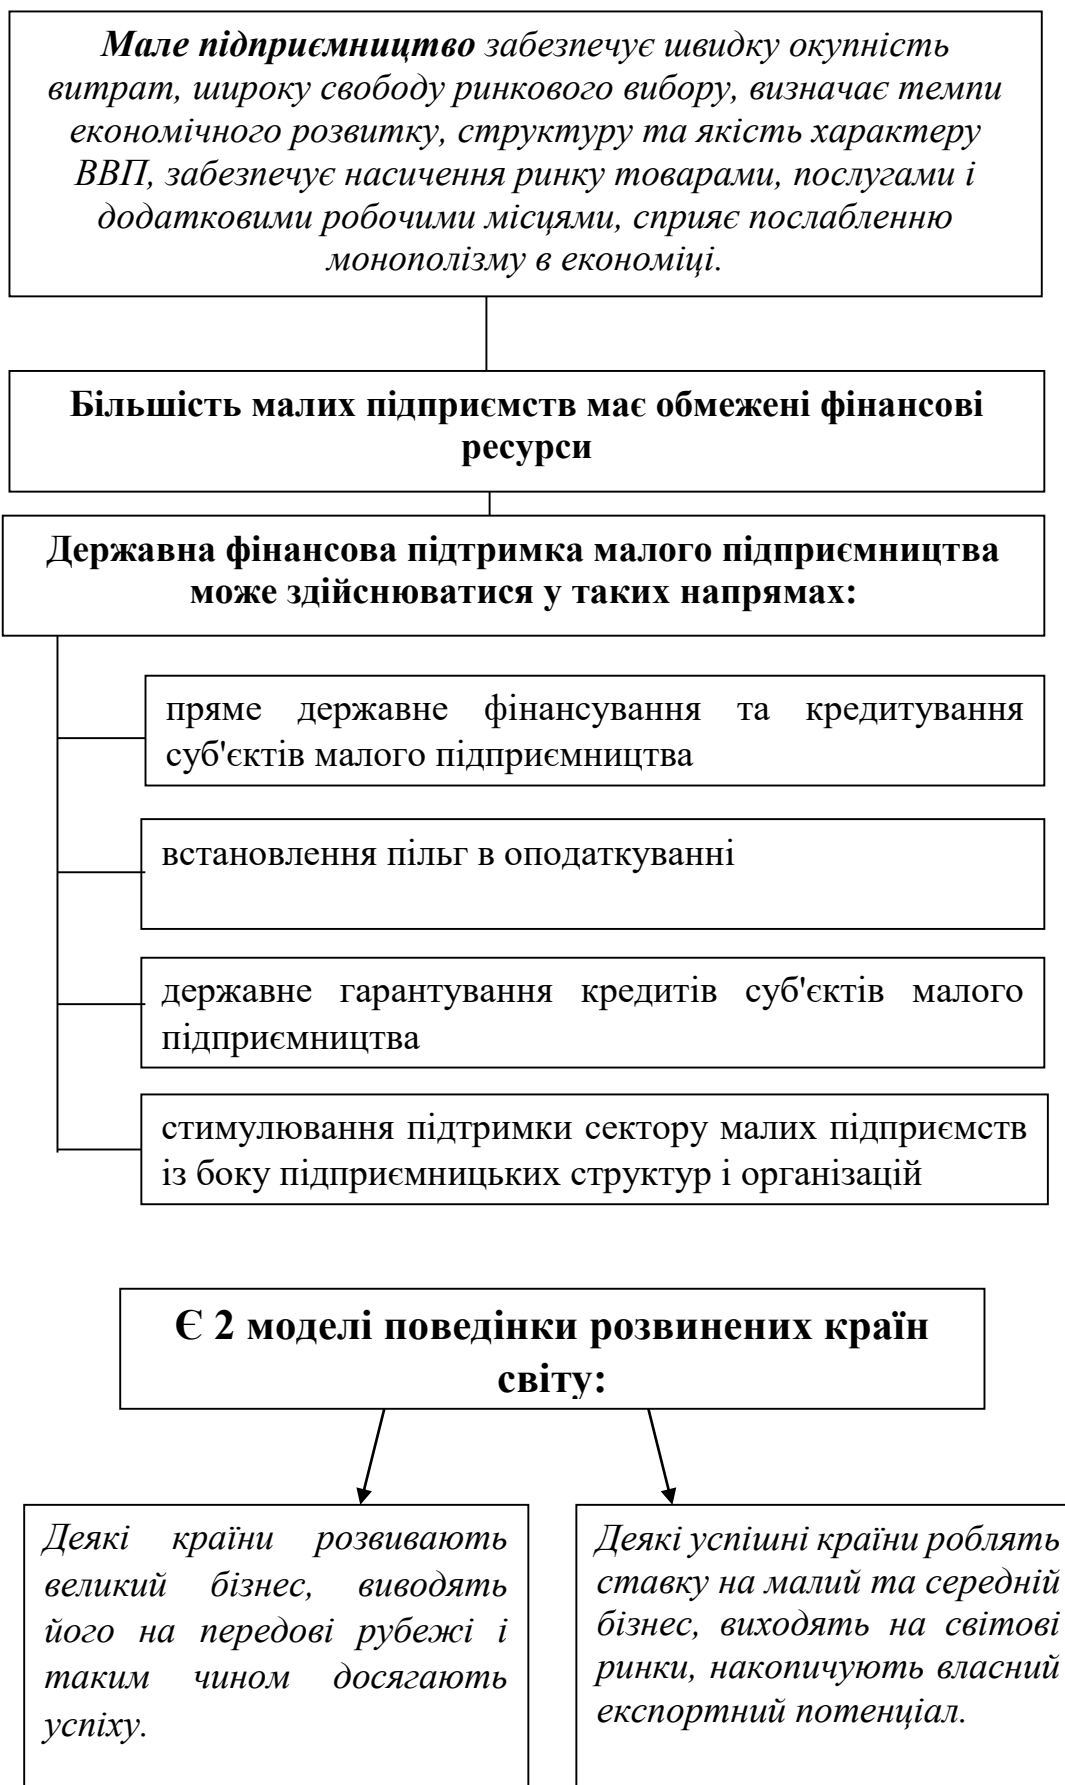 Мале підприємництво забезпечує швидку окупність
витрат, широку свободу ринкового вибору, визначає темпи
економічного розвитку, структуру та якість характеру
ВВП, забезпечує насичення ринку товарами, послугами і
додатковими робочими місцями, сприяє послабленню
монополізму в економіці.
Більшість малих підприємств має обмежені фінансові
ресурси
Державна фінансова підтримка малого підприємництва
може здійснюватися у таких напрямах:
пряме державне фінансування та кредитування
суб'єктів малого підприємництва
встановлення пільг в оподаткуванні
державне гарантування кредитів суб'єктів малого
підприємництва
стимулювання підтримки сектору малих підприємств
із боку підприємницьких структур і організацій
Є 2 моделі поведінки розвинених країн
світу:
Деякі країни розвивають
великий бізнес, виводять
його на передові рубежі і
таким чином досягають
успіху.
Деякі успішні країни роблять
ставку на малий та середній
бізнес, виходять на світові
ринки, накопичують власний
експортний потенціал.